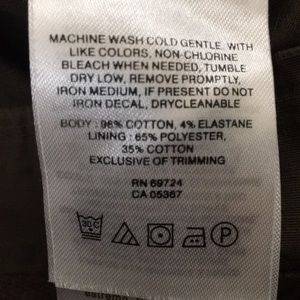 MACHINE WASH COLD GENTLE, WITH
LIKE COLORS, NON-CHLORINE
BLEACH WHEN NEEDED, TUMBLE
DRY LOW, REMOVE PROMPTLY,
IRON MEDIUM, IF PRESENT DO NOT
IRON DECAL, DRYCLEANABLE
BODY : 96% COTTON, 4% ELASTANE
LINING : 65% POLYESTER,
35% COTTON
EXCLUSIVE OF TRIMMING
RN 69724
CA 05367
30 C
P